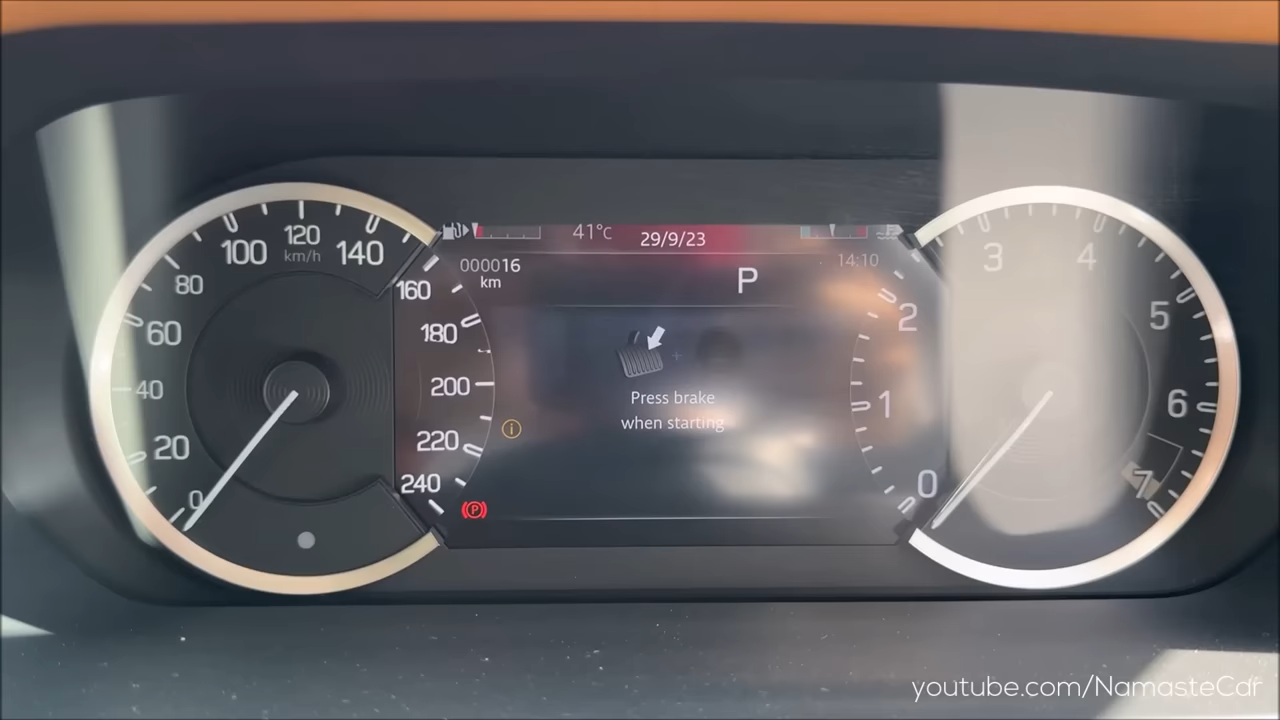 41°C
29/9/23
000016
km
P
14:10
Press brake
when starting
0
20
40
60
80
100
120
km/h
140
160
180
200
220
240
i
(P)
0
1
2
3
4
5
6
7
youtube.com/NamasteCar